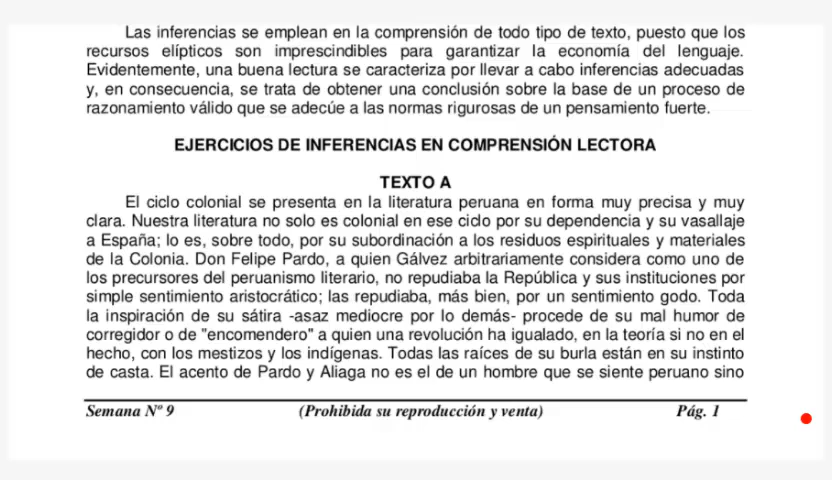 Las inferencias se emplean en la comprensión de todo tipo de texto, puesto que los
recursos elípticos son imprescindibles para garantizar la economía del lenguaje.
Evidentemente, una buena lectura se caracteriza por llevar a cabo inferencias adecuadas
y, en consecuencia, se trata de obtener una conclusión sobre la base de un proceso de
razonamiento válido que se adecúe a las normas rigurosas de un pensamiento fuerte.
EJERCICIOS DE INFERENCIAS EN COMPRENSIÓN LECTORA
TEXTO A
El ciclo colonial se presenta en la literatura peruana en forma muy precisa y muy
clara. Nuestra literatura no solo es colonial en ese ciclo por su dependencia y su vasallaje
a España; lo es, sobre todo, por su subordinación a los residuos espirituales y materiales
de la Colonia. Don Felipe Pardo, a quien Gálvez arbitrariamente considera como uno de
los precursores del peruanismo literario, no repudiaba la República y sus instituciones por
simple sentimiento aristocrático; las repudiaba, más bien, por un sentimiento godo. Toda
la inspiración de su sátira -asaz mediocre por lo demás- procede de su mal humor de
corregidor o de "encomendero" a quien una revolución ha igualado, en la teoría si no en el
hecho, con los mestizos y los indígenas. Todas las raíces de su burla están en su instinto
de casta. El acento de Pardo y Aliaga no es el de un hombre que se siente peruano sino
Semana Nº 9 (Prohibida su reproducción y venta) Pág. 1